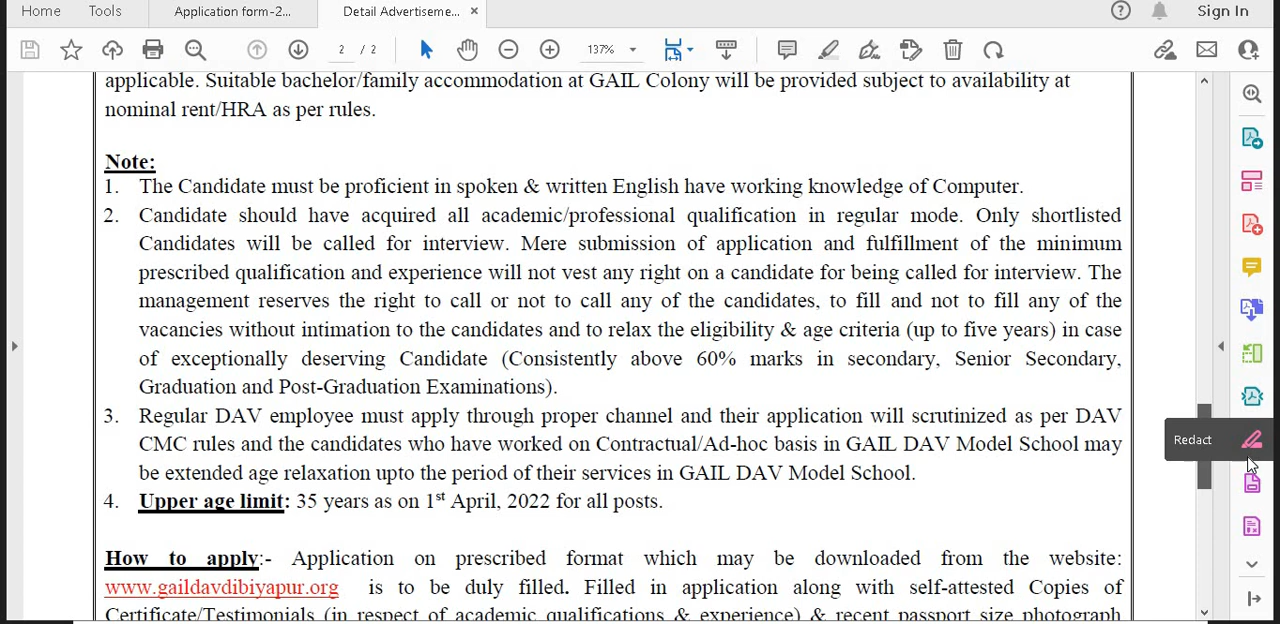 Home Tools Application form-2... Detail Advertiseme... × Sign In
2 / 2 137%
applicable. Suitable bachelor/family accommodation at GAIL Colony will be provided subject to availability at
nominal rent/HRA as per rules.
Note:
1. The Candidate must be proficient in spoken & written English have working knowledge of Computer.
2. Candidate should have acquired all academic/professional qualification in regular mode. Only shortlisted
Candidates will be called for interview. Mere submission of application and fulfillment of the minimum
prescribed qualification and experience will not vest any right on a candidate for being called for interview. The
management reserves the right to call or not to call any of the candidates, to fill and not to fill any of the
vacancies without intimation to the candidates and to relax the eligibility & age criteria (up to five years) in case
of exceptionally deserving Candidate (Consistently above 60% marks in secondary, Senior Secondary,
Graduation and Post-Graduation Examinations).
3. Regular DAV employee must apply through proper channel and their application will scrutinized as per DAV
CMC rules and the candidates who have worked on Contractual/Ad-hoc basis in GAIL DAV Model School may
be extended age relaxation upto the period of their services in GAIL DAV Model School.
Redact
4. Upper age limit: 35 years as on 1st April, 2022 for all posts.
How to apply:- Application on prescribed format which may be downloaded from the website:
www.gaildavdibiyapur.org is to be duly filled. Filled in application along with self-attested Copies of
Certificate/Testimonials (in respect of academic qualifications & experience) & recent passport size photograph